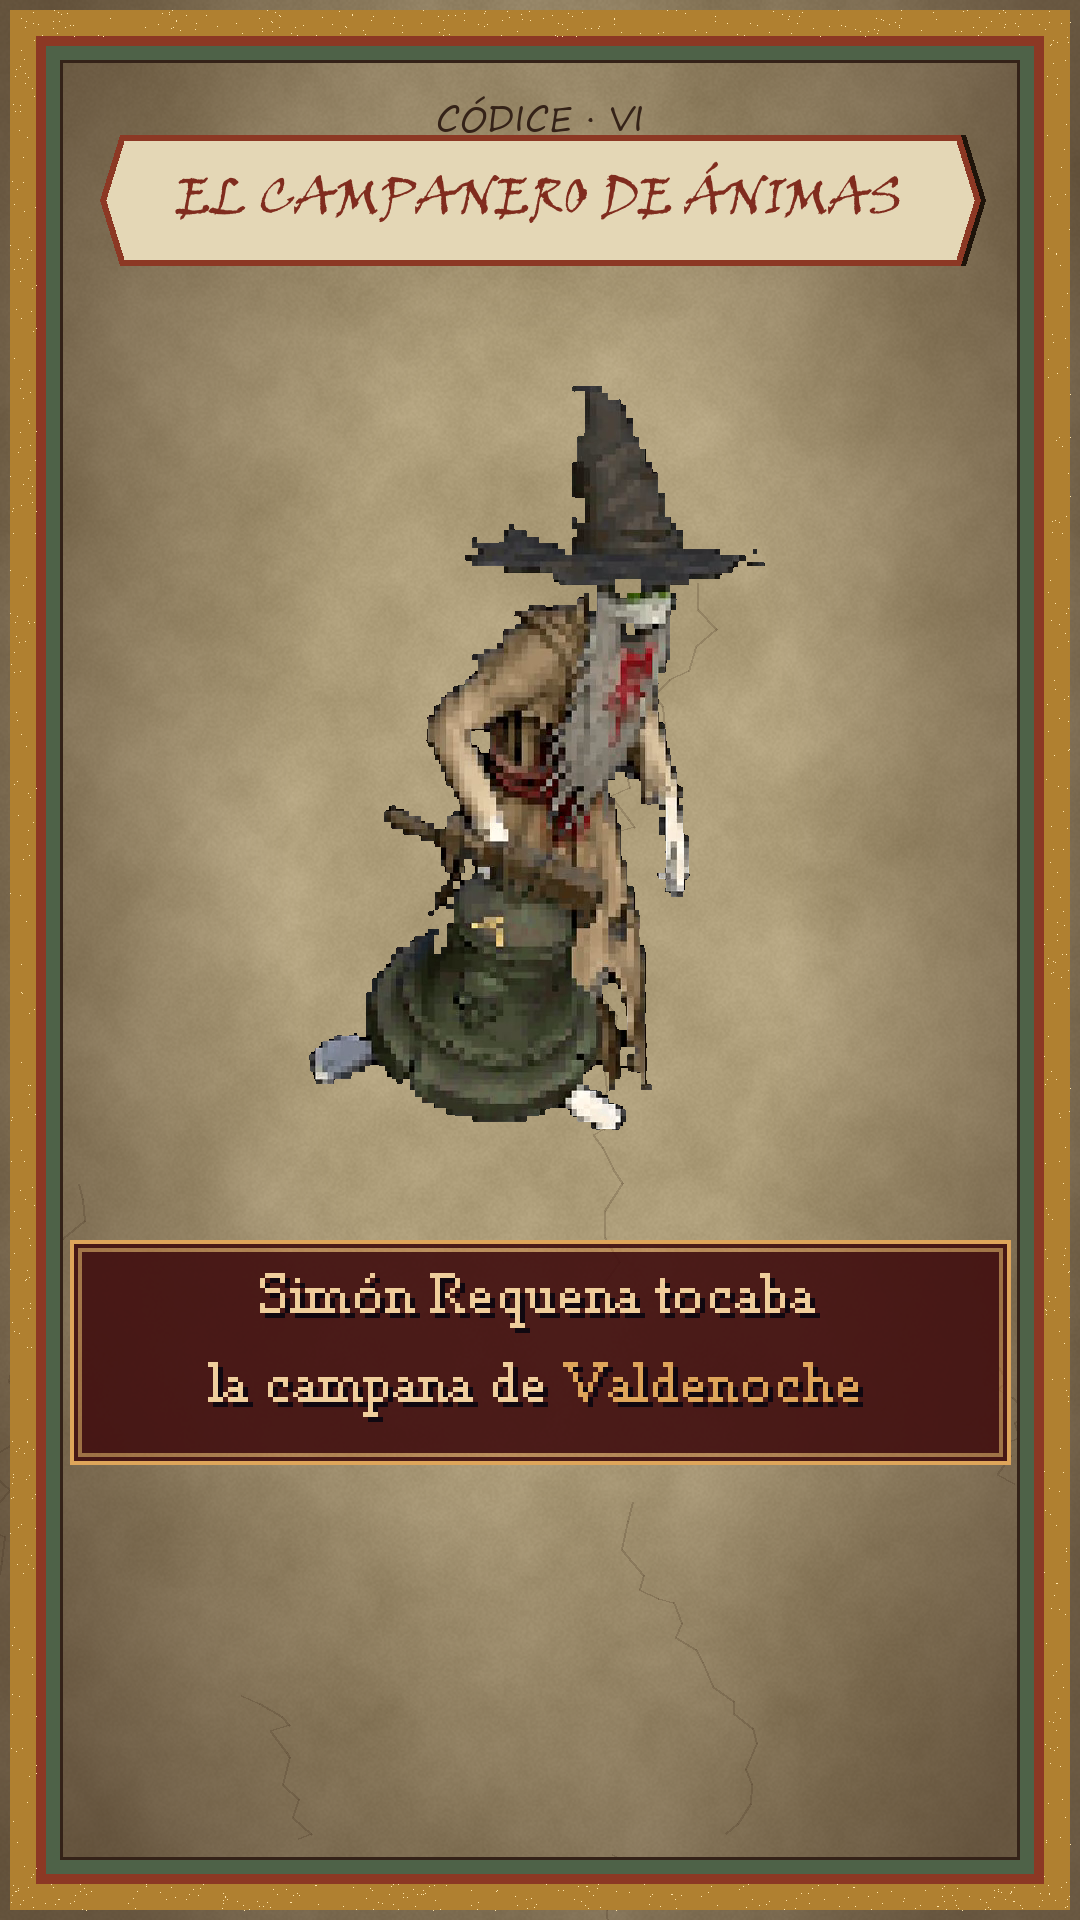 CÓDICE · VI
EL CAMPANERO DE ÁNIMAS
Simón Requena tocaba
la campana de Valdenoche